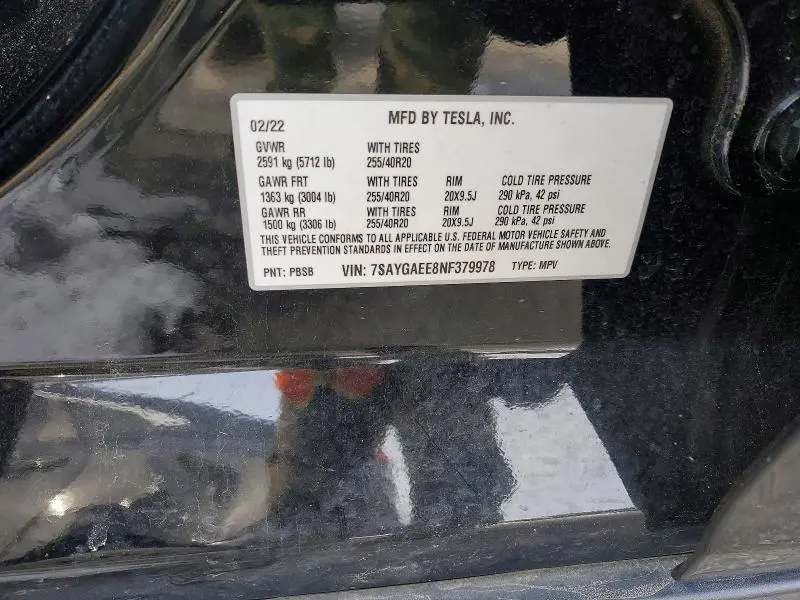 02/22 MFD BY TESLA, INC.
GVWR WITH TIRES
2591 kg (5712 lb) 255/40R20
GAWR FRT WITH TIRES RIM COLD TIRE PRESSURE
1363 kg (3004 lb) 255/40R20 20X9.5J 290 kPa, 42 psi
GAWR RR WITH TIRES RIM COLD TIRE PRESSURE
1500 kg (3306 lb) 255/40R20 20X9.5J 290 kPa, 42 psi
THIS VEHICLE CONFORMS TO ALL APPLICABLE U.S. FEDERAL MOTOR VEHICLE SAFETY AND
THEFT PREVENTION STANDARDS IN EFFECT ON THE DATE OF MANUFACTURE SHOWN ABOVE.
PNT: PBSB VIN: 7SAYGAEE8NF379978 TYPE: MPV